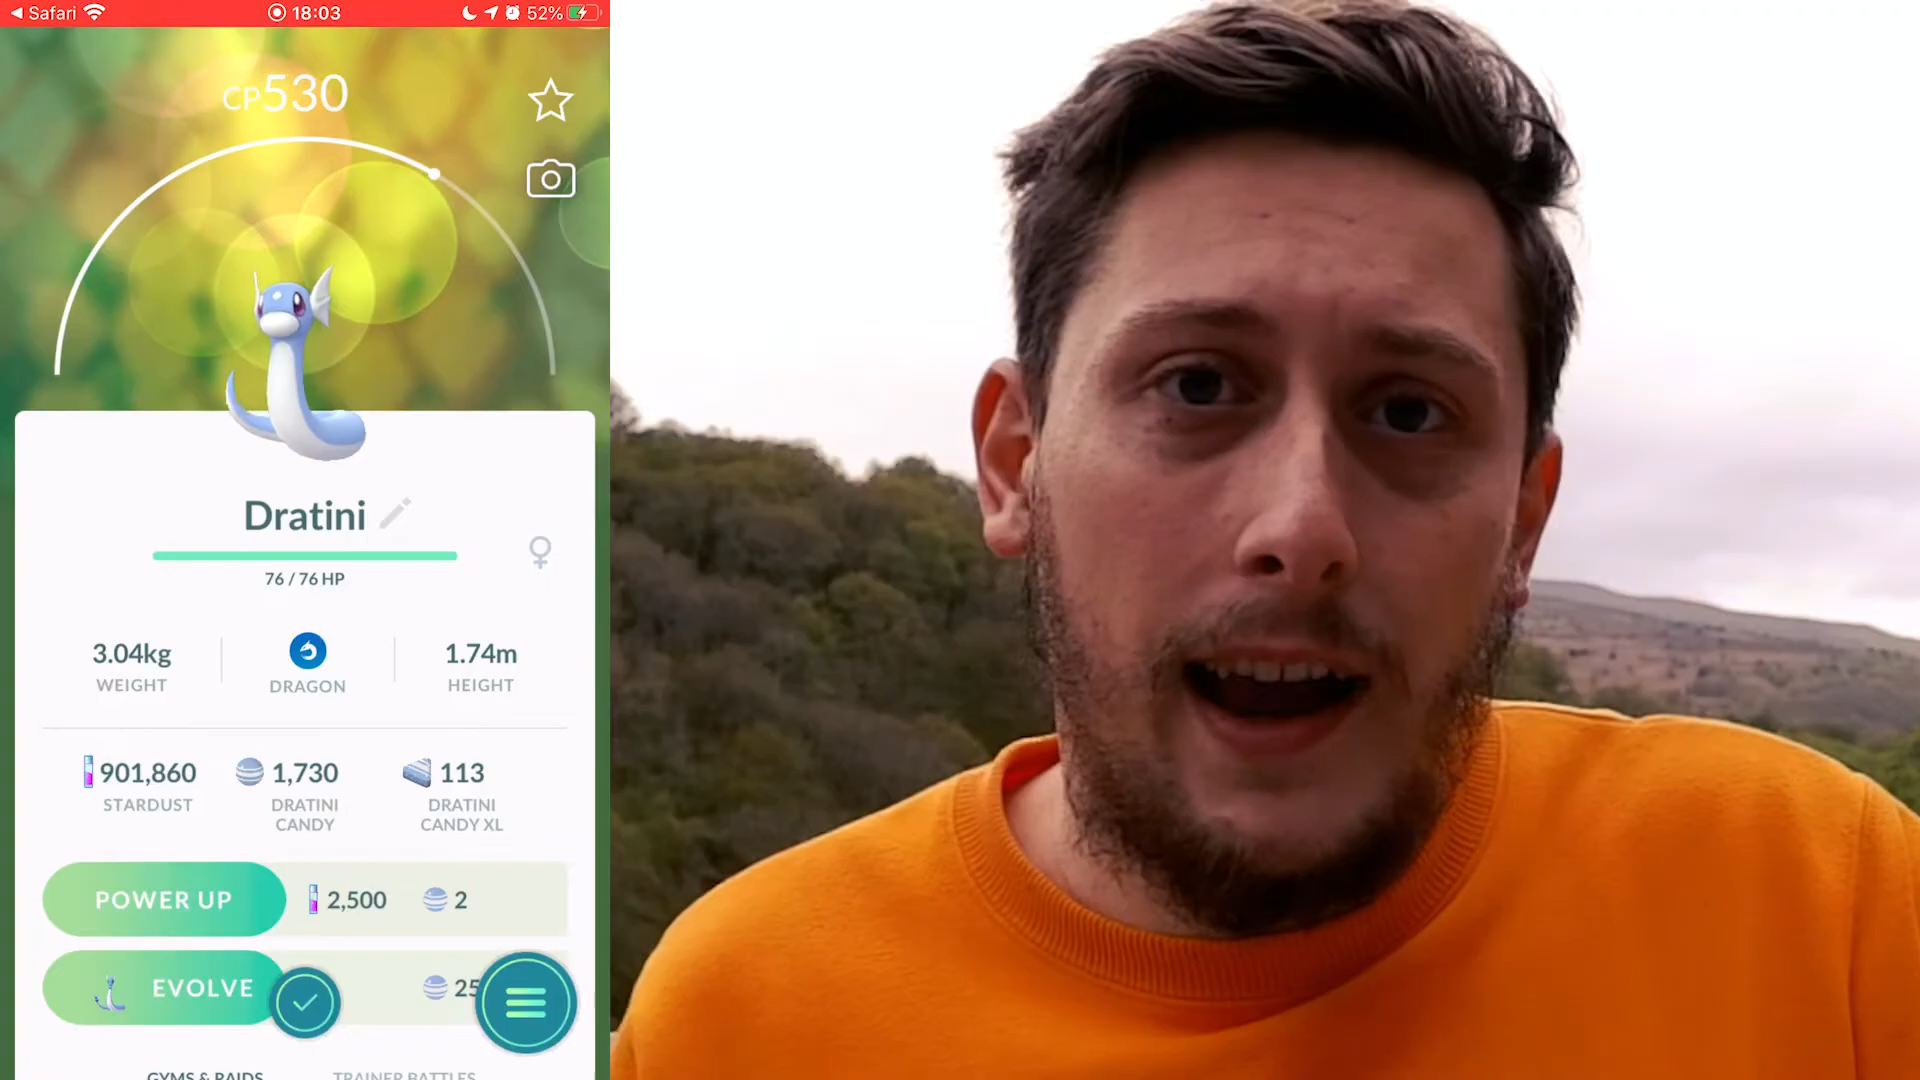 Safari 18:03 52%
CP530
Dratini
76 / 76 HP
3.04kg
WEIGHT
DRAGON
1.74m
HEIGHT
901,860
STARDUST
1,730
DRATINI
CANDY
113
DRATINI
CANDY XL
POWER UP 2,500 2
EVOLVE 25
GYMS & RAIDS TRAINER BATTLES